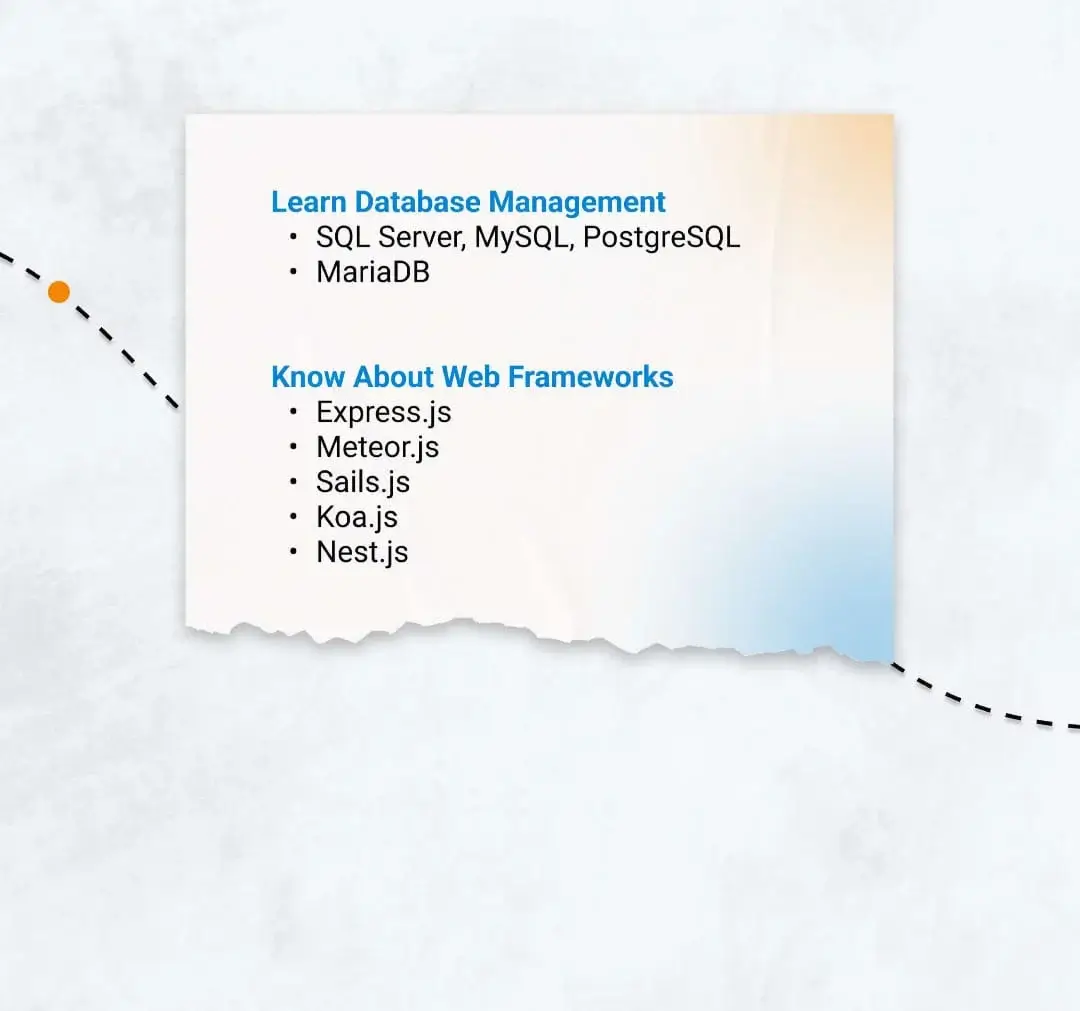 Learn Database Management
• SQL Server, MySQL, PostgreSQL
• MariaDB
Know About Web Frameworks
• Express.js
• Meteor.js
• Sails.js
• Koa.js
• Nest.js